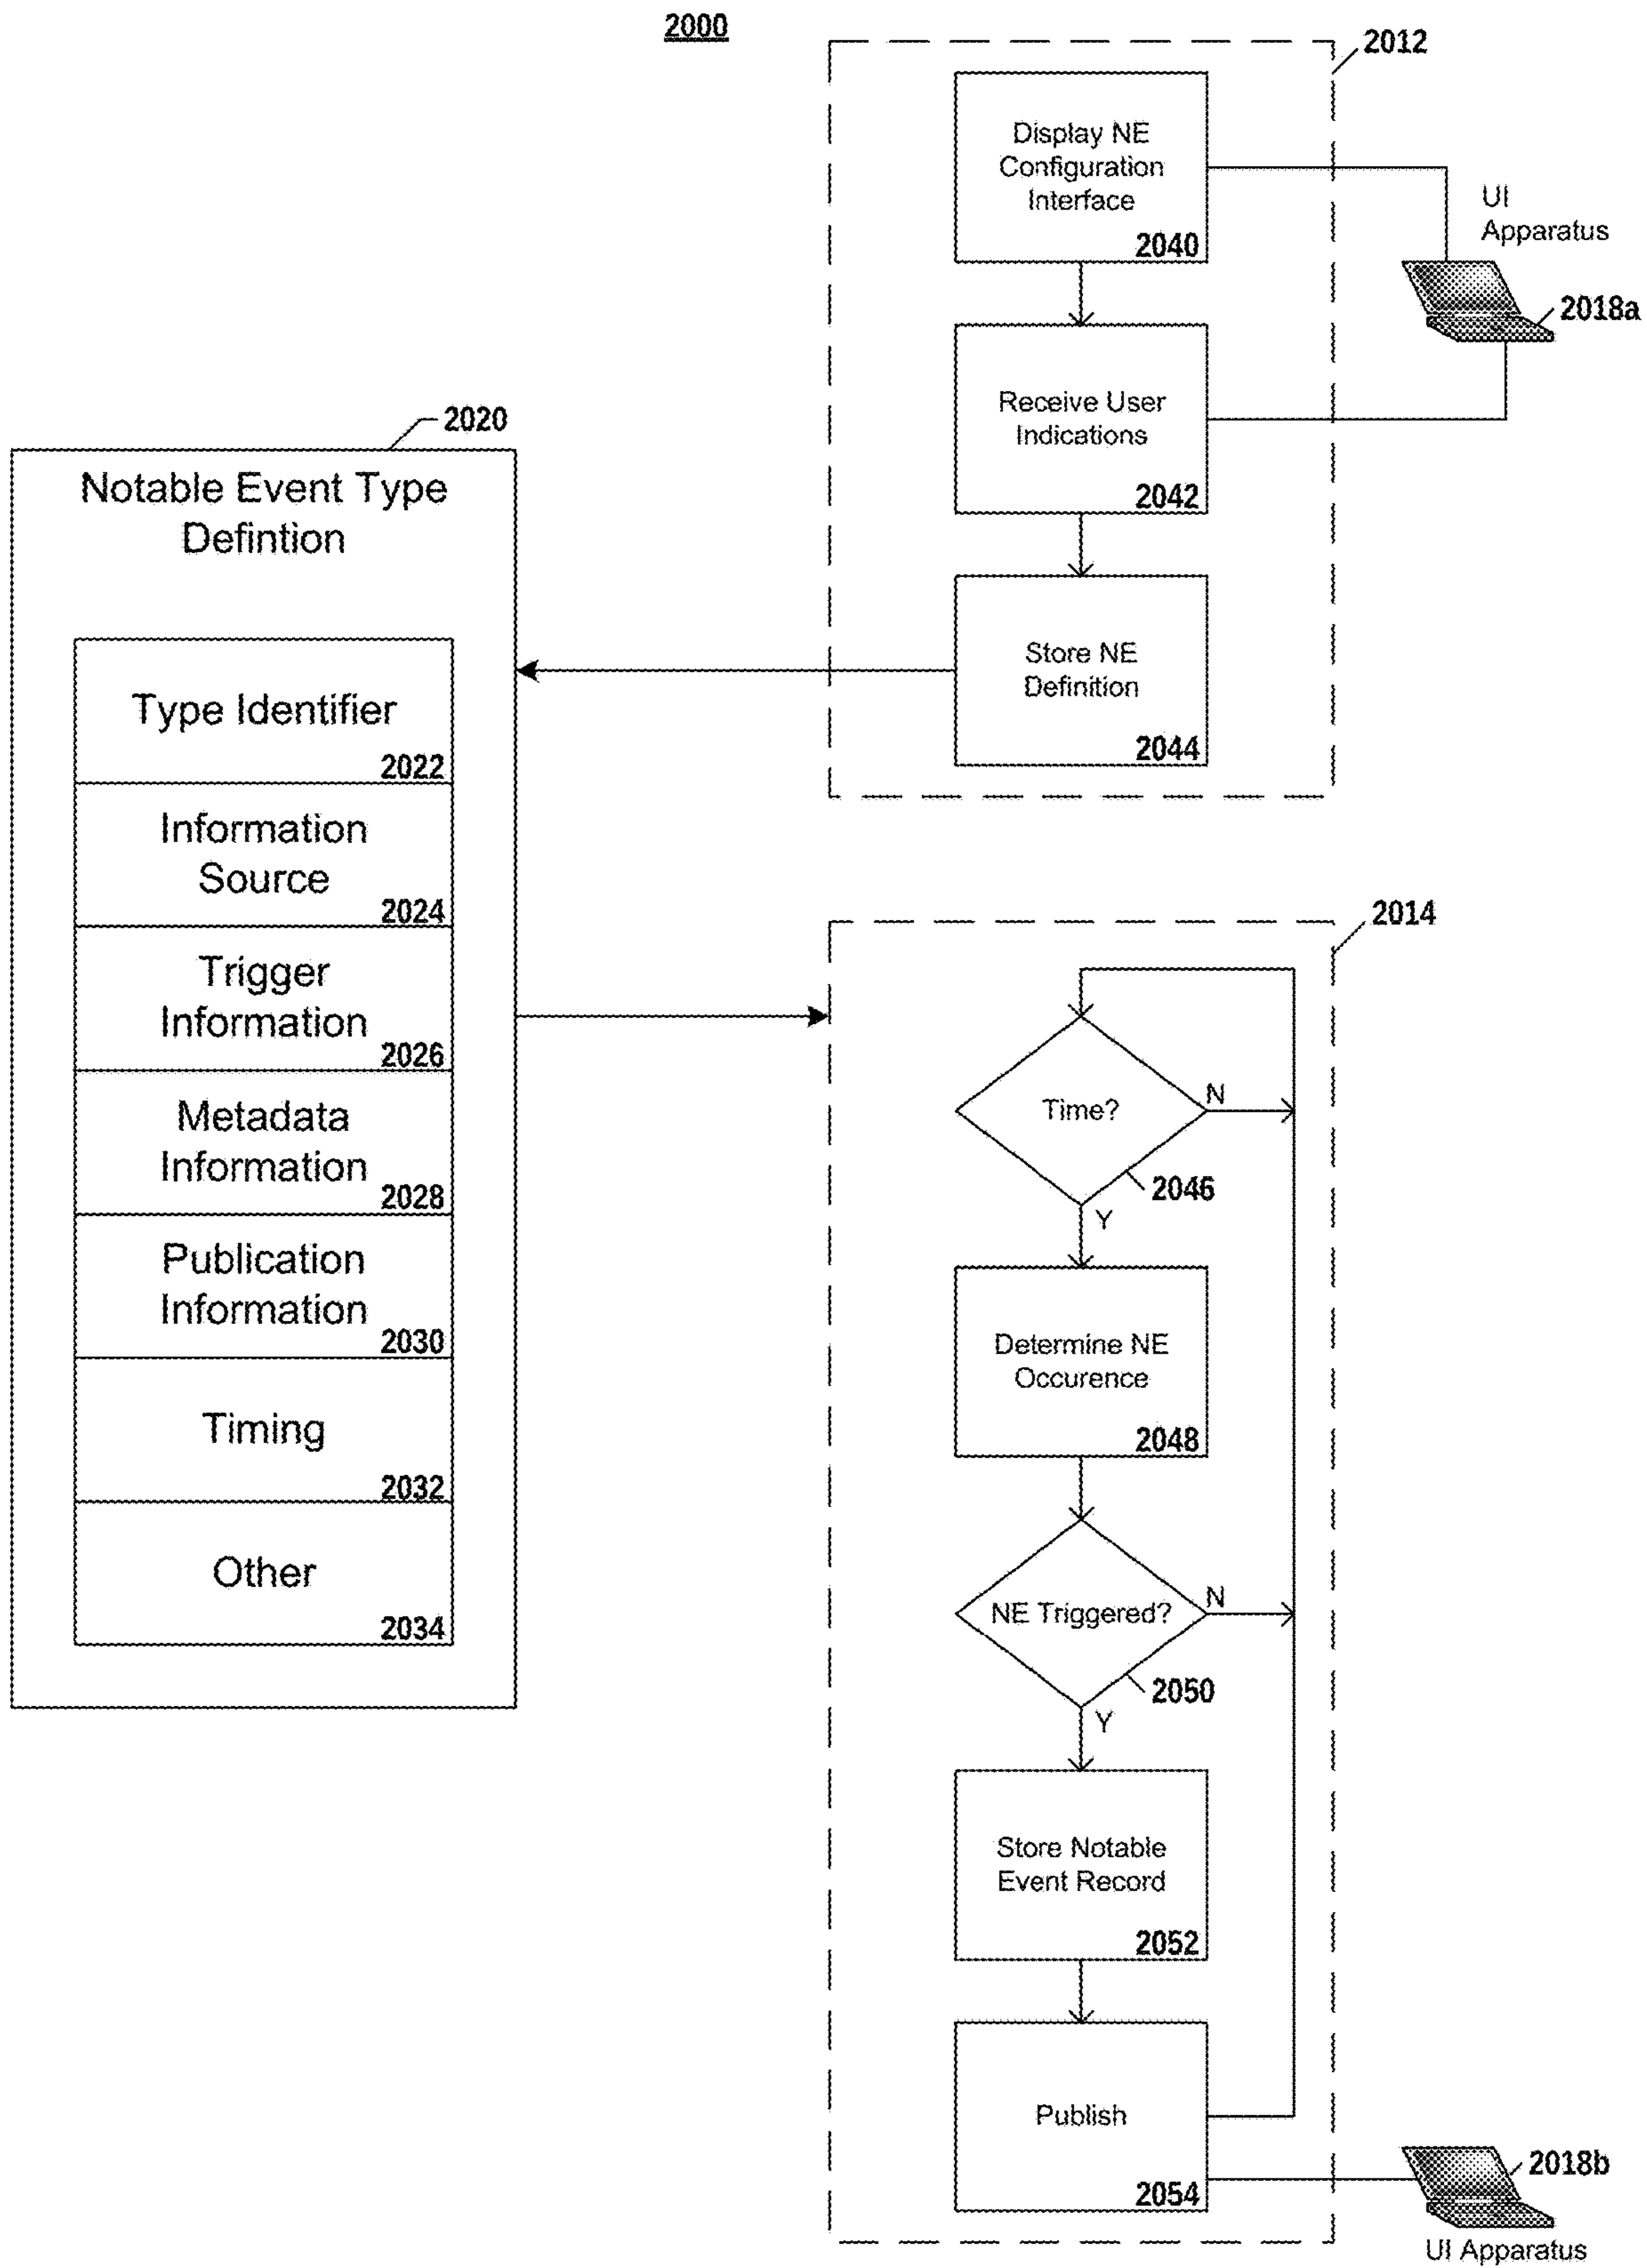 2000
2012
Display NE
Configuration
Interface
2040
UI
Apparatus
2018a
Receive User
Indications
2042
Store NE
Definition
2044
2020
Notable Event Type
Defintion
Type Identifier
2022
Information
Source
2024
Trigger
Information
2026
Metadata
Information
2028
Publication
Information
2030
Timing
2032
Other
2034
2014
Time?
N
2046
Y
Determine NE
Occurence
2048
NE Triggered?
N
2050
Y
Store Notable
Event Record
2052
Publish
2054
2018b
UI Apparatus